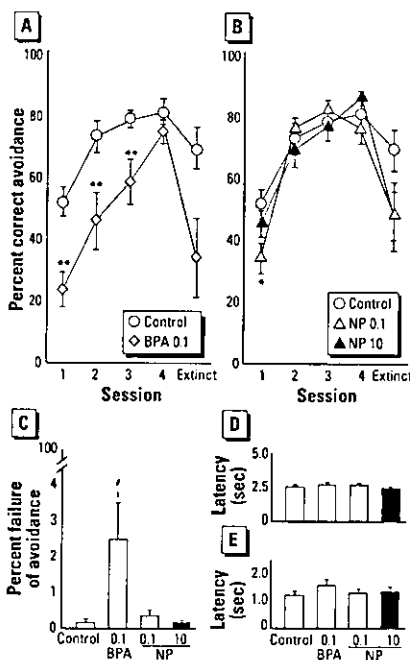 A
B
Percent correct avoidance
100
80
60
40
20
0
**
**
**
Control
BPA 0.1
1 2 3 4 Extinct
Session
100
80
60
40
20
0
*
Control
NP 0.1
NP 10
1 2 3 4 Extinct
Session
C
Percent failure
of avoidance
100
4
3
2
1
0
Control 0.1 0.1 10
BPA NP
D
Latency
(sec)
5.0
2.5
0
E
Latency
(sec)
2.0
1.0
0
Control 0.1 0.1 10
BPA NP